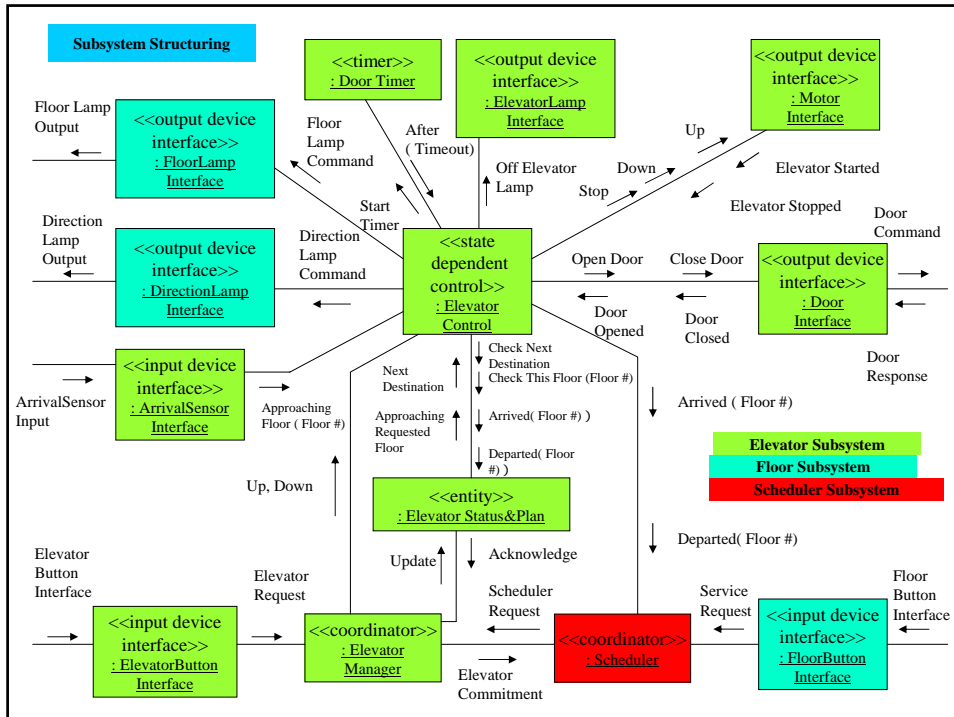 Subsystem Structuring
<<timer>>
: Door Timer
<<output device
interface>>
: ElevatorLamp
Interface
<<output device
interface>>
: Motor
Interface
Floor Lamp
Output
<<output device
interface>>
: FloorLamp
Interface
Floor
Lamp
Command
After
( Timeout)
Off Elevator
Lamp
Up
Down
Stop
Elevator Started
Elevator Stopped
Start
Timer
Direction
Lamp
Output
<<output device
interface>>
: DirectionLamp
Interface
Direction
Lamp
Command
<<state
dependent
control>>
: Elevator
Control
Open Door
Close Door
Door
Opened
Door
Closed
<<output device
interface>>
: Door
Interface
Door
Command
Door
Response
ArrivalSensor
Input
<<input device
interface>>
: ArrivalSensor
Interface
Approaching
Floor ( Floor #)
Next
Destination
Check Next
Destination
Check This Floor (Floor #)
Approaching
Requested
Floor
Arrived( Floor #) )
Departed( Floor
#) )
Arrived ( Floor #)
Elevator Subsystem
Floor Subsystem
Scheduler Subsystem
Up, Down
<<entity>>
: Elevator Status&Plan
Update
Acknowledge
Departed( Floor #)
Elevator
Button
Interface
<<input device
interface>>
: ElevatorButton
Interface
Elevator
Request
<<coordinator>>
: Elevator
Manager
Scheduler
Request
Elevator
Commitment
<<coordinator>>
: Scheduler
Service
Request
<<input device
interface>>
: FloorButton
Interface
Floor
Button
Interface